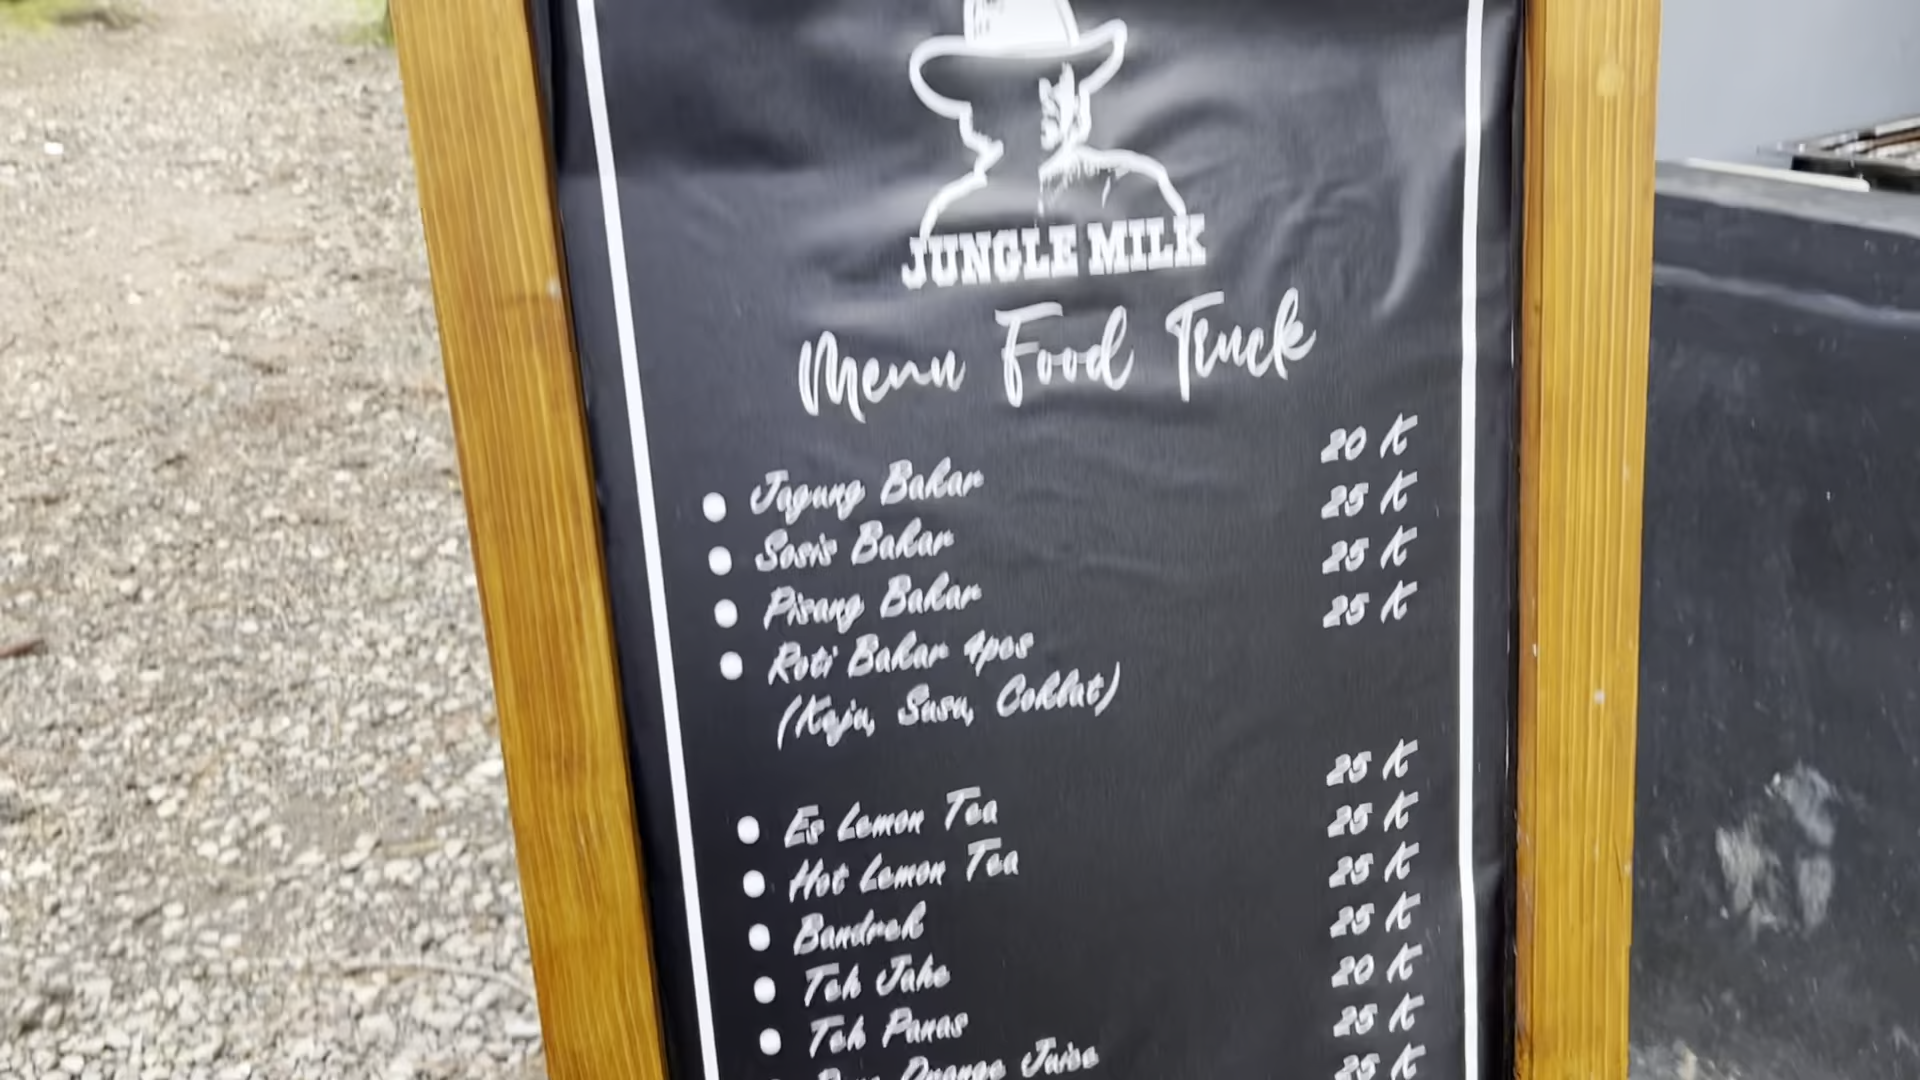 JUNGLE MILK
Menu Food Truck
Jagung Bakar 20 K
Sosis Bakar 25 K
Pisang Bakar 25 K
Roti Bakar 4pcs 25 K
(Keju, Susu, Coklat)
Es Lemon Tea 25 K
Hot Lemon Tea 25 K
Bandrek 25 K
Teh Jahe 25 K
Teh Panas 20 K
Orange Juice 25 K
25 K